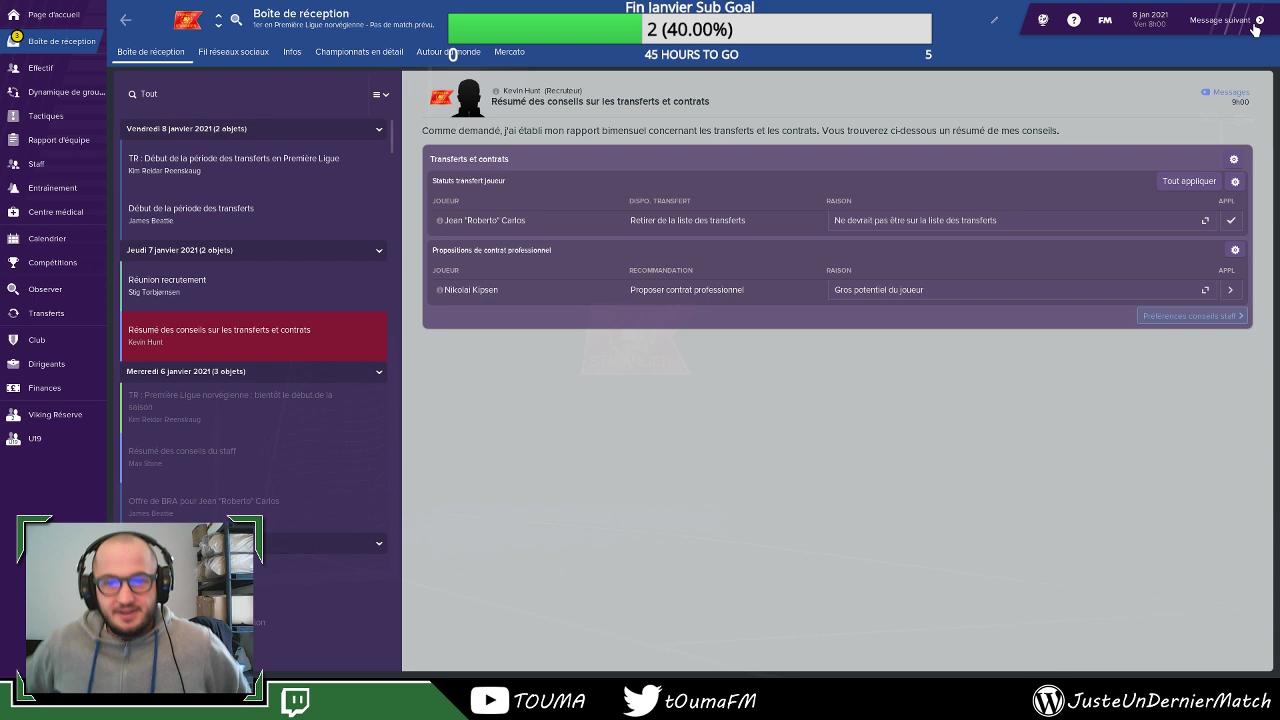 Fin Janvier Sub Goal
2 (40.00%)
0
45 HOURS TO GO
5
Page d'accueil
3
Boîte de réception
Effectif
Dynamique de grou...
Tactiques
Rapport d'équipe
Staff
Entraînement
Centre médical
Calendrier
Compétitions
Observer
Transferts
Club
Dirigeants
Finances
Viking Réserve
U19
Boîte de réception
1er en Première Ligue norvégienne - Pas de match prévu.
FM
8 jan 2021
Ven 8h00
Message suivant
Boîte de réception
Fil réseaux sociaux
Infos
Championnats en détail
Autour du monde
Mercato
Tout
Vendredi 8 janvier 2021 (2 objets)
TR : Début de la période des transferts en Première Ligue
Kim Reidar Reenskaug
Début de la période des transferts
James Beattie
Jeudi 7 janvier 2021 (2 objets)
Réunion recrutement
Stig Torbjørnsen
Résumé des conseils sur les transferts et contrats
Kevin Hunt
Mercredi 6 janvier 2021 (3 objets)
TR : Première Ligue norvégienne : bientôt le début de la
saison
Kim Reidar Reenskaug
Résumé des conseils du staff
Max Stone
Offre de BRA pour Jean "Roberto" Carlos
James Beattie
Kevin Hunt (Recruteur)
Résumé des conseils sur les transferts et contrats
Messages
9h00
Comme demandé, j'ai établi mon rapport bimensuel concernant les transferts et les contrats. Vous trouverez ci-dessous un résumé de mes conseils.
Transferts et contrats
Statuts transfert joueur
Tout appliquer
JOUEUR
DISPO. TRANSFERT
RAISON
APPL
Jean "Roberto" Carlos
Retirer de la liste des transferts
Ne devrait pas être sur la liste des transferts
Propositions de contrat professionnel
JOUEUR
RECOMMANDATION
RAISON
APPL
Nikolai Kipsen
Proposer contrat professionnel
Gros potentiel du joueur
Préférences conseils staff
TOUMA
tOumaFM
JusteUnDernierMatch